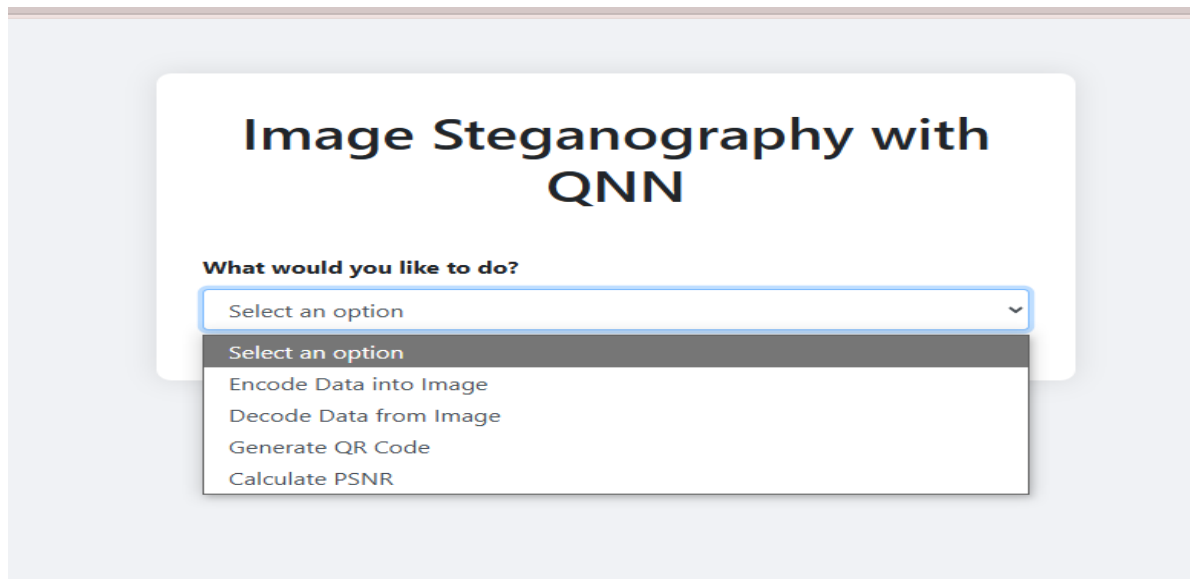 Image Steganography with
QNN
What would you like to do?
Select an option
Select an option
Encode Data into Image
Decode Data from Image
Generate QR Code
Calculate PSNR